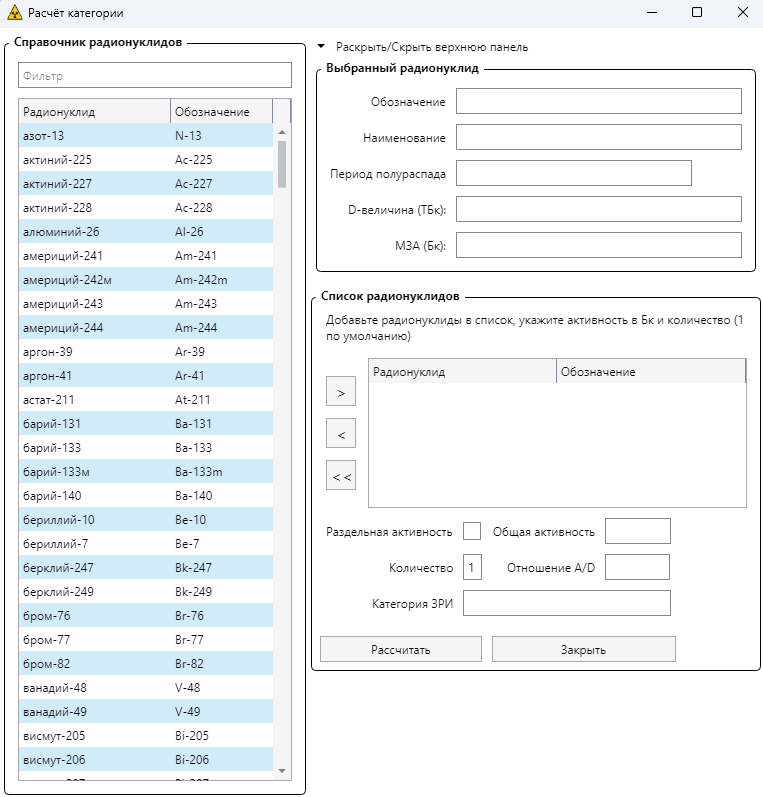 Расчёт категории
Справочник радионуклидов
Фильтр
Радионуклид Обозначение
азот-13 N-13
актиний-225 Ac-225
актиний-227 Ac-227
актиний-228 Ac-228
алюминий-26 Al-26
америций-241 Am-241
америций-242м Am-242m
америций-243 Am-243
америций-244 Am-244
аргон-39 Ar-39
аргон-41 Ar-41
астат-211 At-211
барий-131 Ba-131
барий-133 Ba-133
барий-133м Ba-133m
барий-140 Ba-140
бериллий-10 Be-10
бериллий-7 Be-7
берклий-247 Bk-247
берклий-249 Bk-249
бром-76 Br-76
бром-77 Br-77
бром-82 Br-82
ванадий-48 V-48
ванадий-49 V-49
висмут-205 Bi-205
висмут-206 Bi-206
Раскрыть/Скрыть верхнюю панель
Выбранный радионуклид
Обозначение
Наименование
Период полураспада
D-величина (ТБк):
МЗА (Бк):
Список радионуклидов
Добавьте радионуклиды в список, укажите активность в Бк и количество (1
по умолчанию)
Радионуклид Обозначение
>
<
< <
Раздельная активность Общая активность
Количество 1 Отношение A/D
Категория ЗРИ
Рассчитать Закрыть